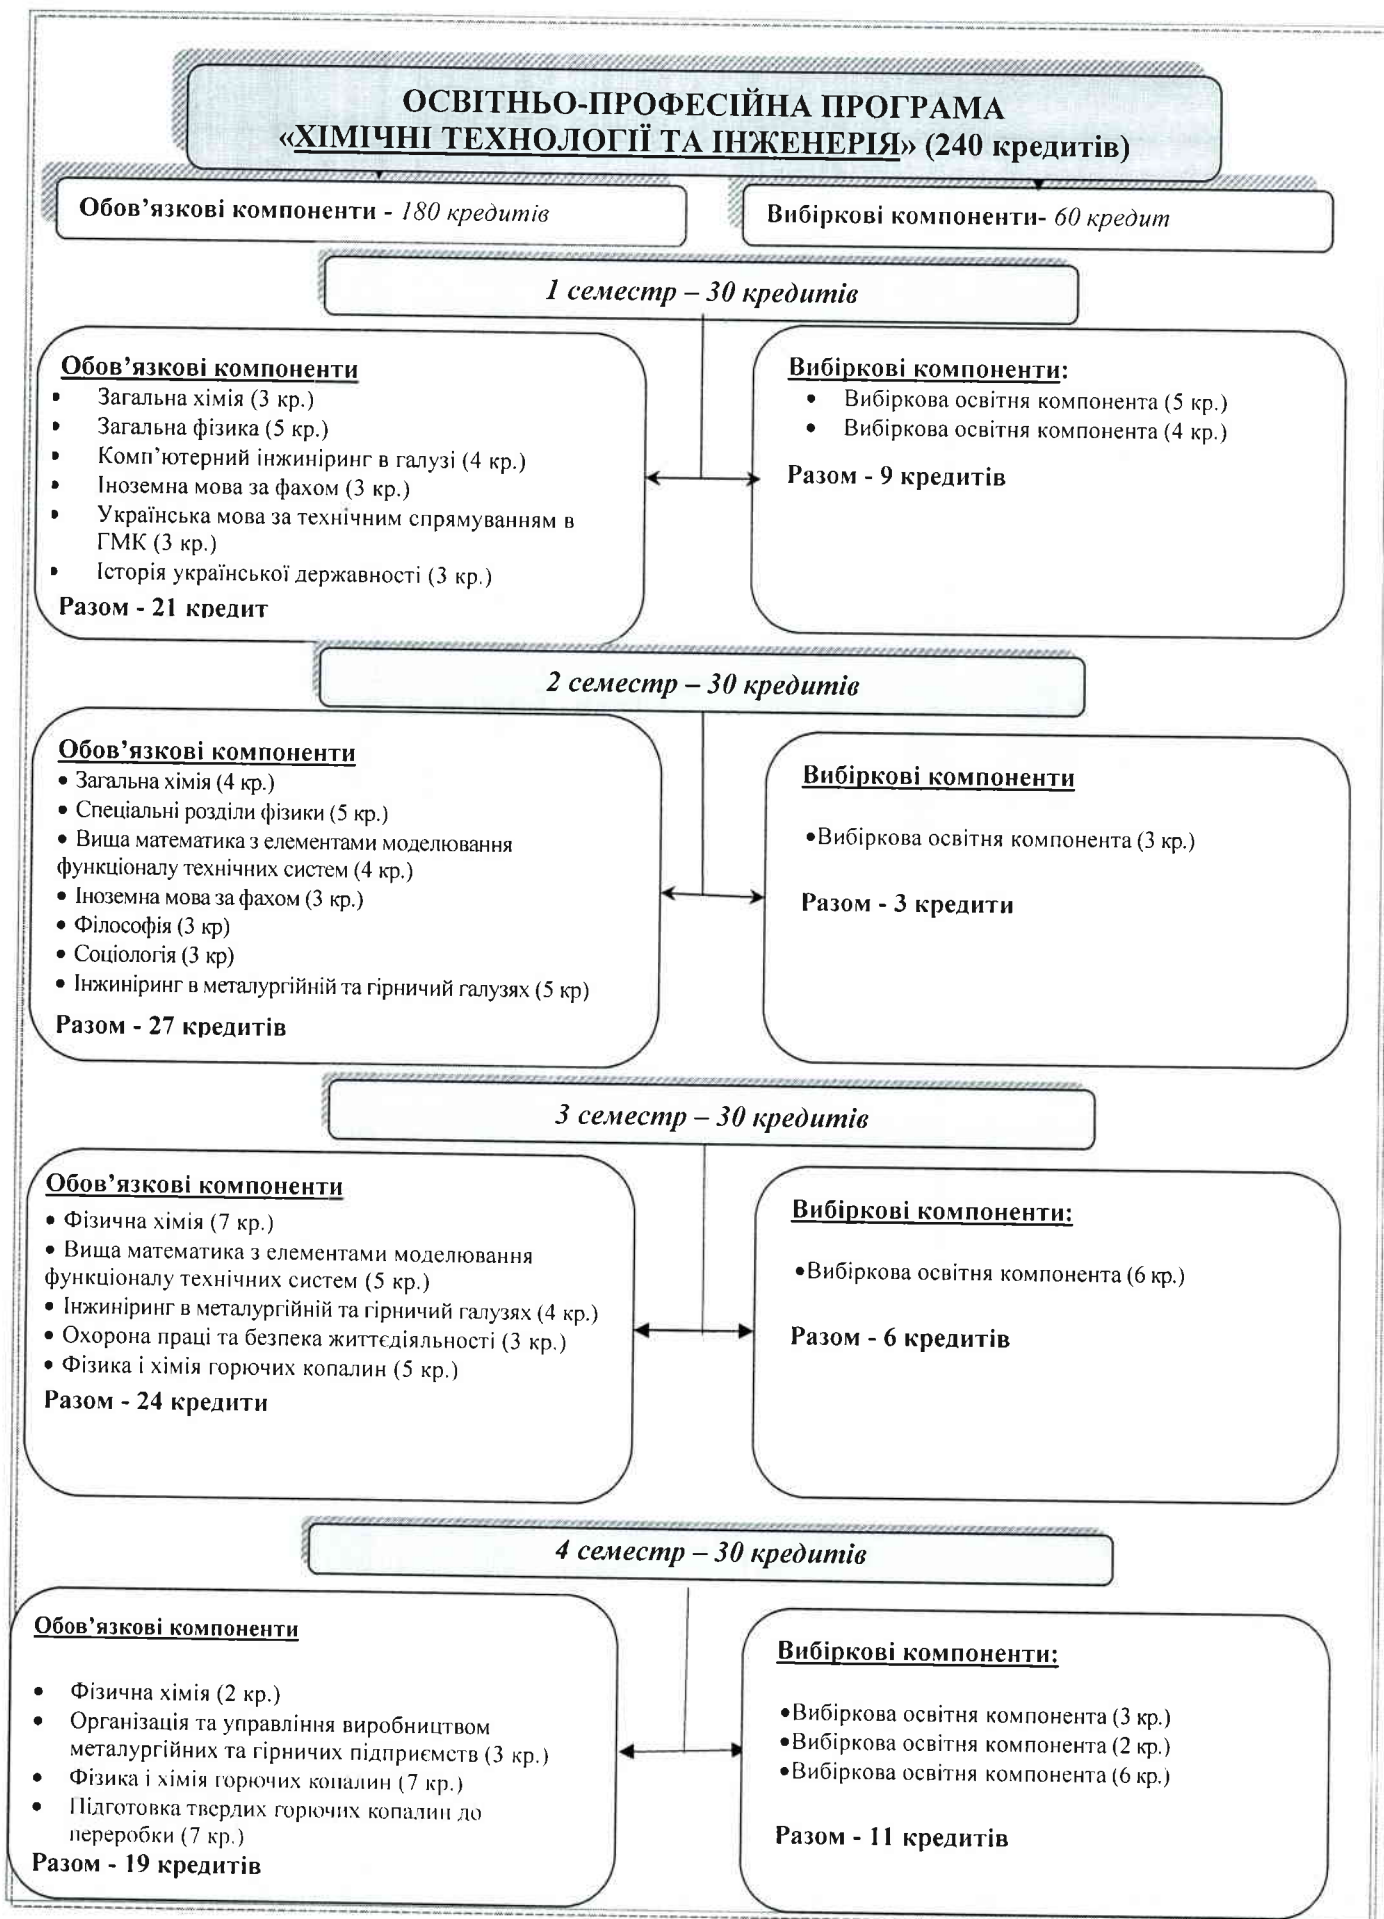 ОСВІТНЬО-ПРОФЕСІЙНА ПРОГРАМА
«ХІМІЧНІ ТЕХНОЛОГІЇ ТА ІНЖЕНЕРІЯ» (240 кредитів)
Обов’язкові компоненти - 180 кредитів
Вибіркові компоненти- 60 кредит
1 семестр – 30 кредитів
Обов’язкові компоненти
• Загальна хімія (3 кр.)
• Загальна фізика (5 кр.)
• Комп’ютерний інжиніринг в галузі (4 кр.)
• Іноземна мова за фахом (3 кр.)
• Українська мова за технічним спрямуванням в
ГМК (3 кр.)
• Історія української державності (3 кр.)
Разом - 21 кредит
Вибіркові компоненти:
• Вибіркова освітня компонента (5 кр.)
• Вибіркова освітня компонента (4 кр.)
Разом - 9 кредитів
2 семестр – 30 кредитів
Обов’язкові компоненти
• Загальна хімія (4 кр.)
• Спеціальні розділи фізики (5 кр.)
• Вища математика з елементами моделювання
функціоналу технічних систем (4 кр.)
• Іноземна мова за фахом (3 кр.)
• Філософія (3 кр)
• Соціологія (3 кр)
• Інжиніринг в металургійній та гірничий галузях (5 кр)
Разом - 27 кредитів
Вибіркові компоненти
•Вибіркова освітня компонента (3 кр.)
Разом - 3 кредити
3 семестр – 30 кредитів
Обов’язкові компоненти
• Фізична хімія (7 кр.)
• Вища математика з елементами моделювання
функціоналу технічних систем (5 кр.)
• Інжиніринг в металургійній та гірничий галузях (4 кр.)
• Охорона праці та безпека життєдіяльності (3 кр.)
• Фізика і хімія горючих копалин (5 кр.)
Разом - 24 кредити
Вибіркові компоненти:
•Вибіркова освітня компонента (6 кр.)
Разом - 6 кредитів
4 семестр – 30 кредитів
Обов’язкові компоненти
• Фізична хімія (2 кр.)
• Організація та управління виробництвом
металургійних та гірничих підприємств (3 кр.)
• Фізика і хімія горючих копалин (7 кр.)
• Підготовка твердих горючих копалин до
переробки (7 кр.)
Разом - 19 кредитів
Вибіркові компоненти:
•Вибіркова освітня компонента (3 кр.)
•Вибіркова освітня компонента (2 кр.)
•Вибіркова освітня компонента (6 кр.)
Разом - 11 кредитів